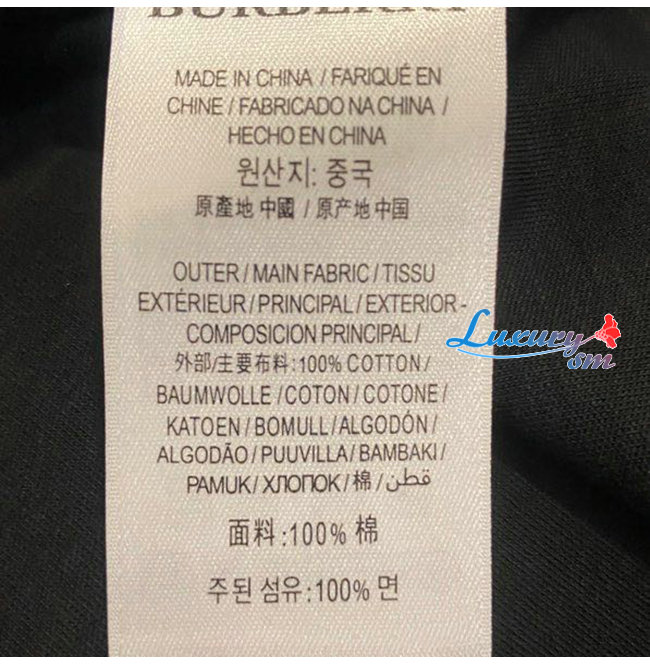 BURBERRY
MADE IN CHINA / FARIQUÉ EN
CHINE / FABRICADO NA CHINA /
HECHO EN CHINA
원산지: 중국
原產地 中國 / 原产地 中国
OUTER / MAIN FABRIC / TISSU
EXTÉRIEUR / PRINCIPAL / EXTERIOR -
COMPOSICION PRINCIPAL /
外部/主要布料: 100% COTTON /
BAUMWOLLE / COTON / COTONE /
KATOEN / BOMULL / ALGODÓN /
ALGODÃO / PUUVILLA / BAMBAKI /
PAMUK / ХЛОПОК / 棉 / قطن
面料 :100% 棉
주된 섬유: 100% 면
Luxury
sm